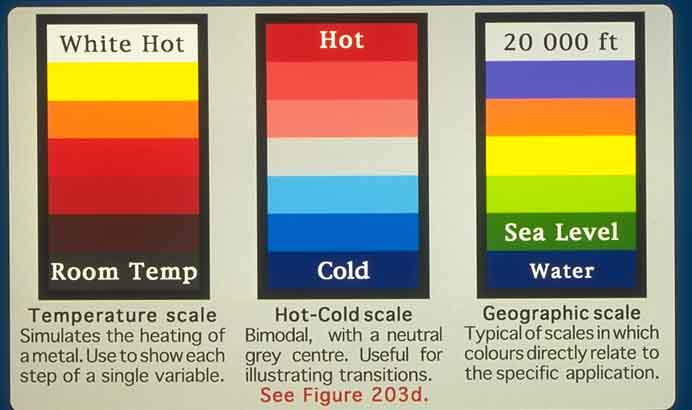 White Hot
Room Temp
Temperature scale
Simulates the heating of
a metal. Use to show each
step of a single variable.
Hot
Cold
Hot-Cold scale
Bimodal, with a neutral
grey centre. Useful for
illustrating transitions.
See Figure 203d.
20 000 ft
Sea Level
Water
Geographic scale
Typical of scales in which
colours directly relate to
the specific application.